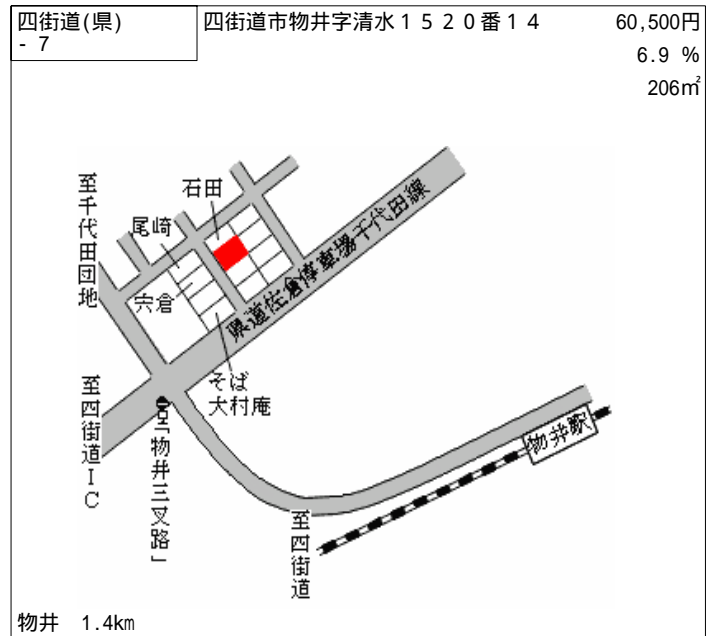 四街道(県)
- 7
四街道市物井字清水１５２０番１４
60,500円
6.9 %
206㎡
至千代田団地
石田
尾崎
宍倉
県道佐倉停車場千代田線
そば
大村庵
至四街道ＩＣ
「物井三叉路」
物井駅
至四街道
物井 1.4km